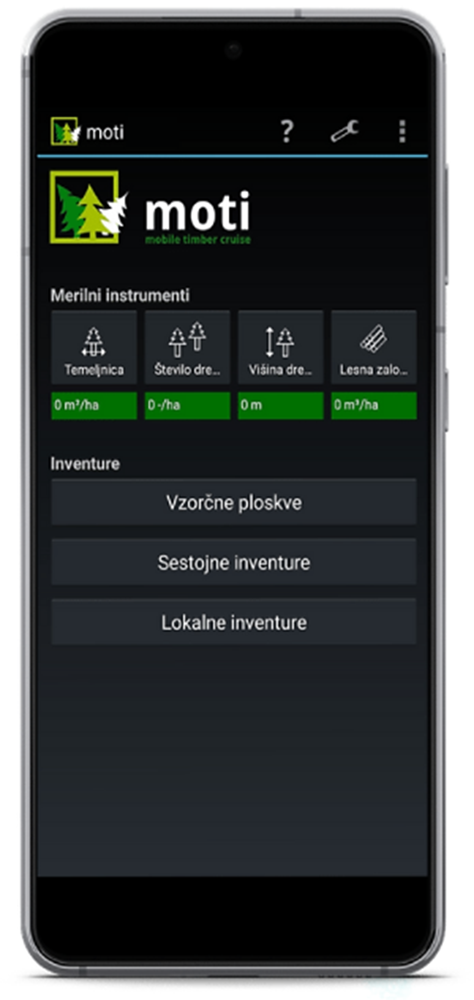 moti
moti
mobile timber cruise
Merilni instrumenti
Temeljnica
Število dre...
Višina dre...
Lesna zalo...
0 m²/ha
0 -/ha
0 m
0 m³/ha
Inventure
Vzorčne ploskve
Sestojne inventure
Lokalne inventure